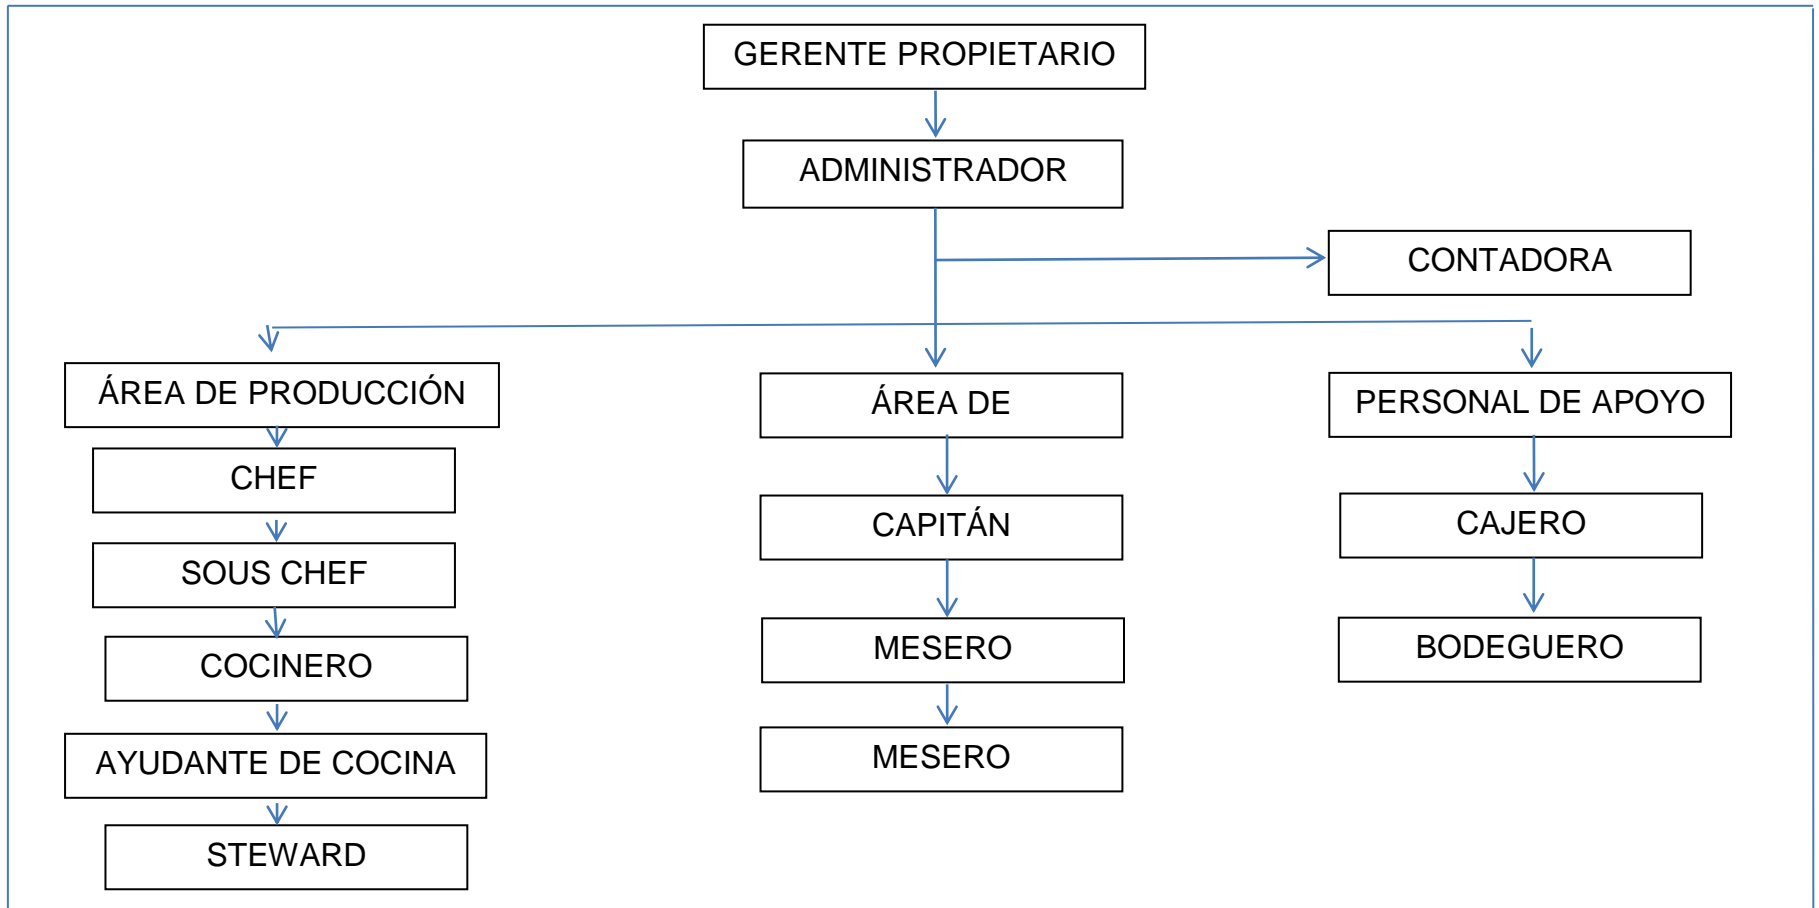 GERENTE PROPIETARIO
ADMINISTRADOR
CONTADORA
ÁREA DE PRODUCCIÓN
CHEF
SOUS CHEF
COCINERO
AYUDANTE DE COCINA
STEWARD
ÁREA DE
CAPITÁN
MESERO
MESERO
PERSONAL DE APOYO
CAJERO
BODEGUERO